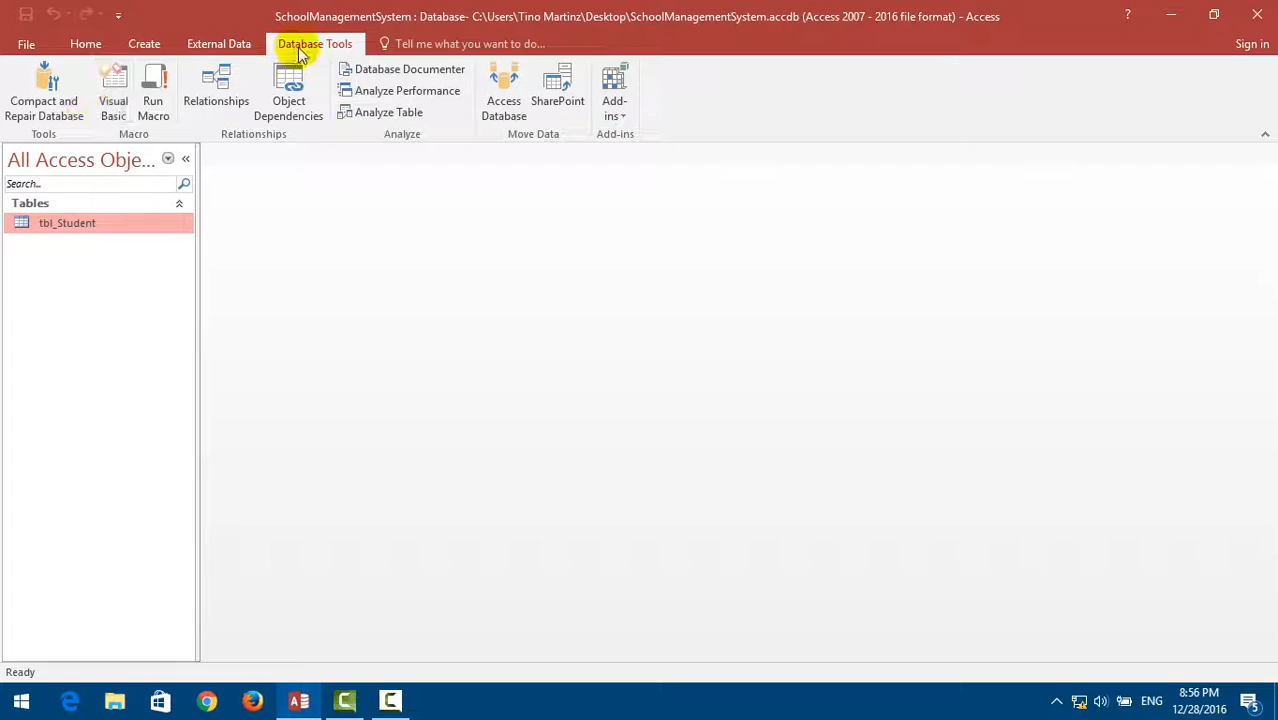 SchoolManagementSystem : Database- C:\Users\Tino Martinz\Desktop\SchoolManagementSystem.accdb (Access 2007 - 2016 file format) - Access
File Home Create External Data Database Tools Tell me what you want to do... Sign in
Compact and Repair Database
Visual Basic
Run Macro
Relationships
Object Dependencies
Database Documenter
Analyze Performance
Analyze Table
Access Database
SharePoint
Add-ins
Tools Macro Relationships Analyze Move Data Add-ins
All Access Obje...
Search..
Tables
tbl_Student
Ready
ENG
8:56 PM
12/28/2016
5